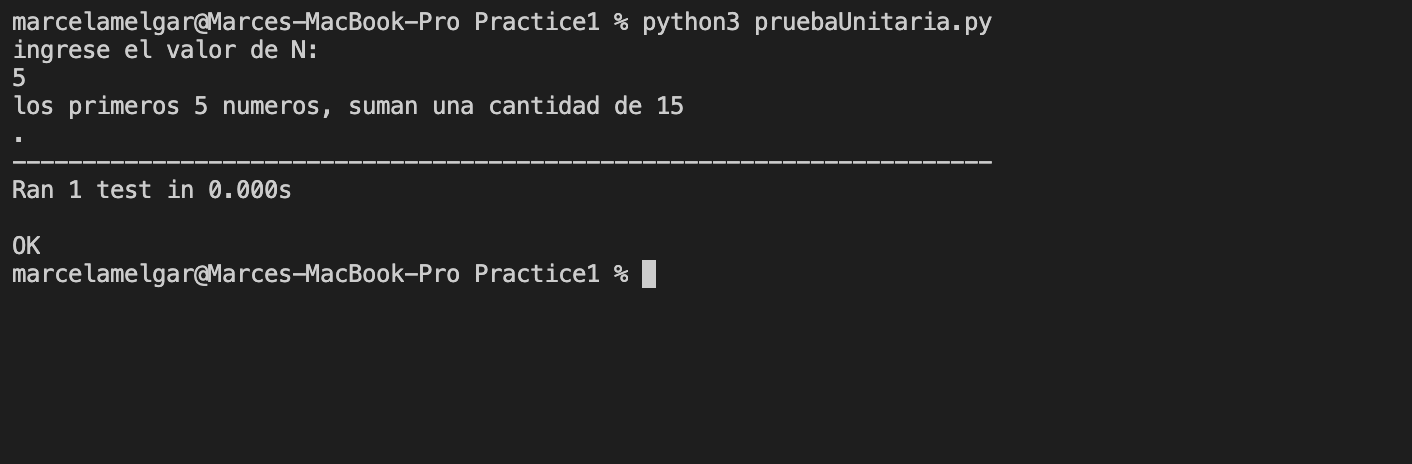 marcelamelgar@Marces-MacBook-Pro Practice1 % python3 pruebaUnitaria.py
ingrese el valor de N:
5
los primeros 5 numeros, suman una cantidad de 15
.
----------------------------------------------------------------------
Ran 1 test in 0.000s
OK
marcelamelgar@Marces-MacBook-Pro Practice1 %